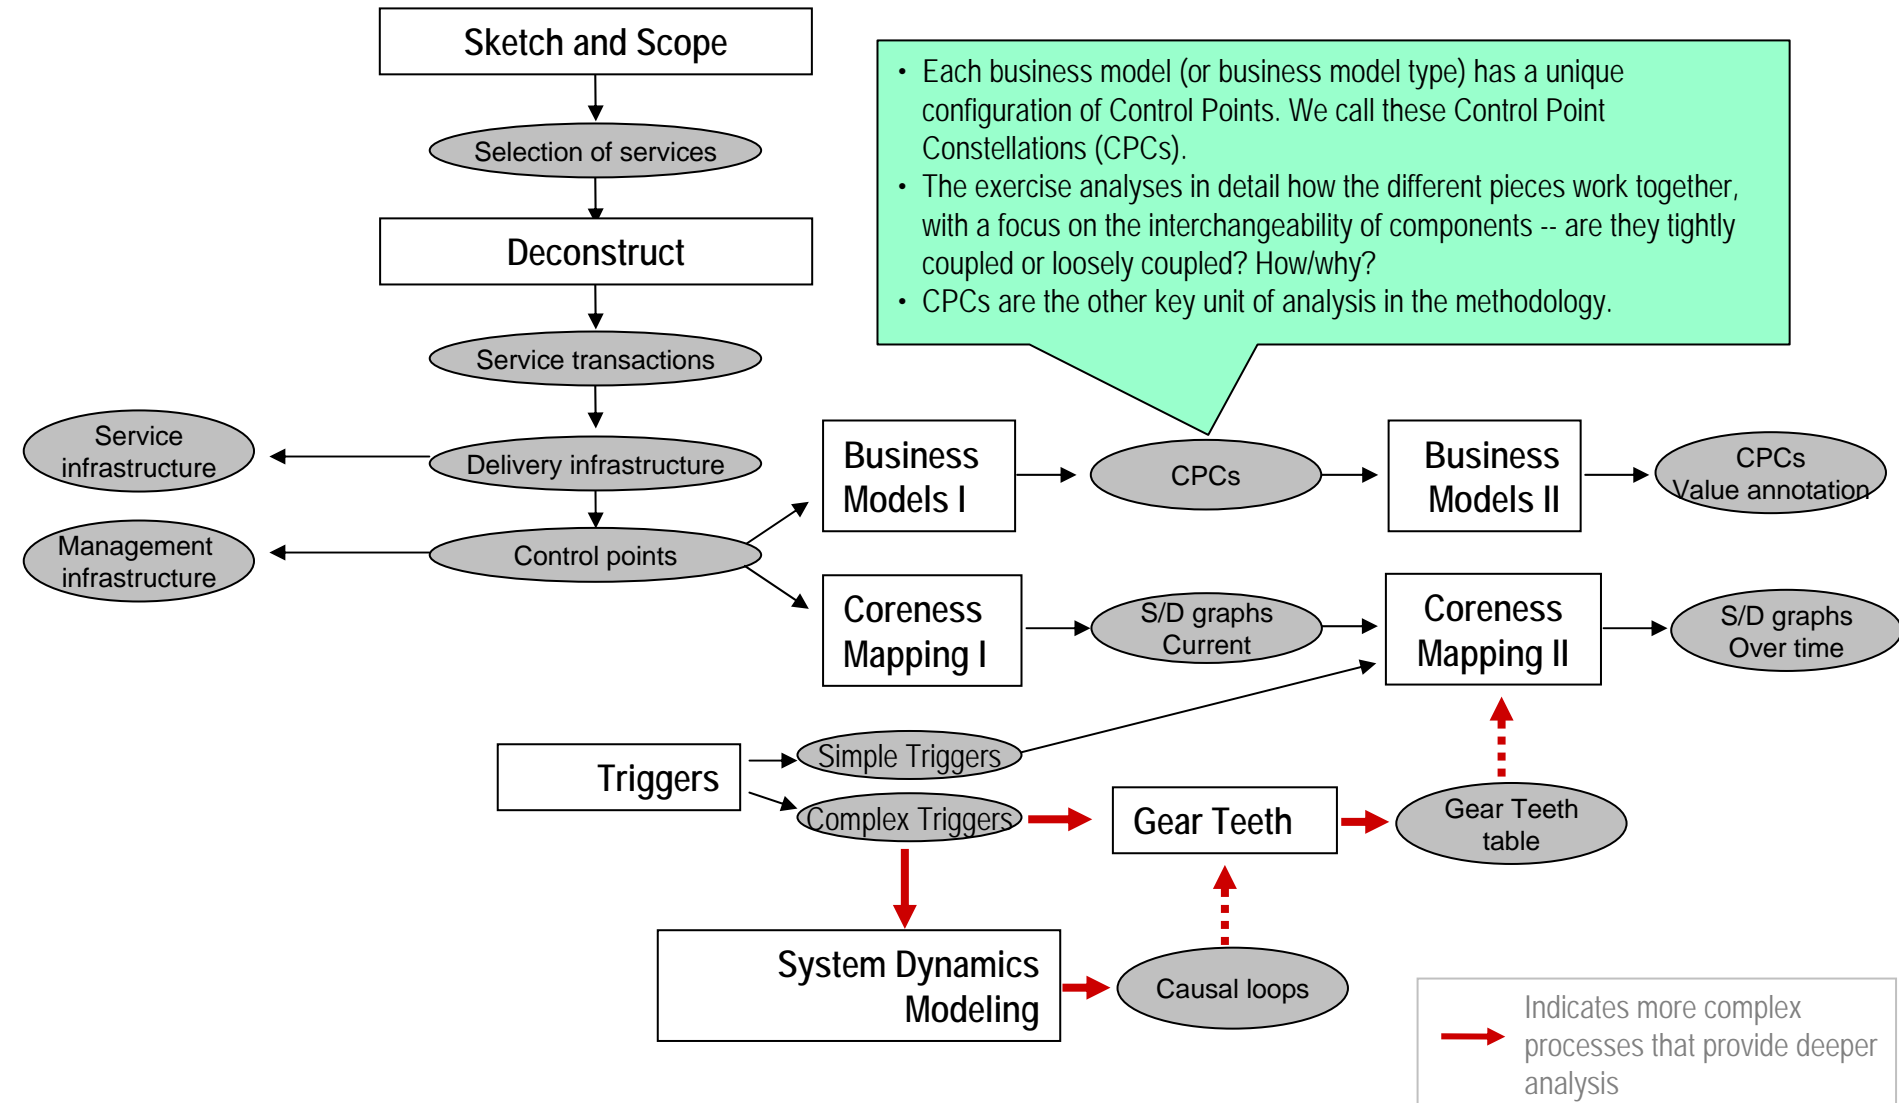 Sketch and Scope
Selection of services
Deconstruct
Service transactions
Service
infrastructure
Delivery infrastructure
Management
infrastructure
Control points
• Each business model (or business model type) has a unique
configuration of Control Points. We call these Control Point
Constellations (CPCs).
• The exercise analyses in detail how the different pieces work together,
with a focus on the interchangeability of components -- are they tightly
coupled or loosely coupled? How/why?
• CPCs are the other key unit of analysis in the methodology.
Business
Models I
CPCs
Business
Models II
CPCs
Value annotation
Coreness
Mapping I
S/D graphs
Current
Coreness
Mapping II
S/D graphs
Over time
Triggers
Simple Triggers
Complex Triggers
Gear Teeth
Gear Teeth
table
System Dynamics
Modeling
Causal loops
Indicates more complex
processes that provide deeper
analysis